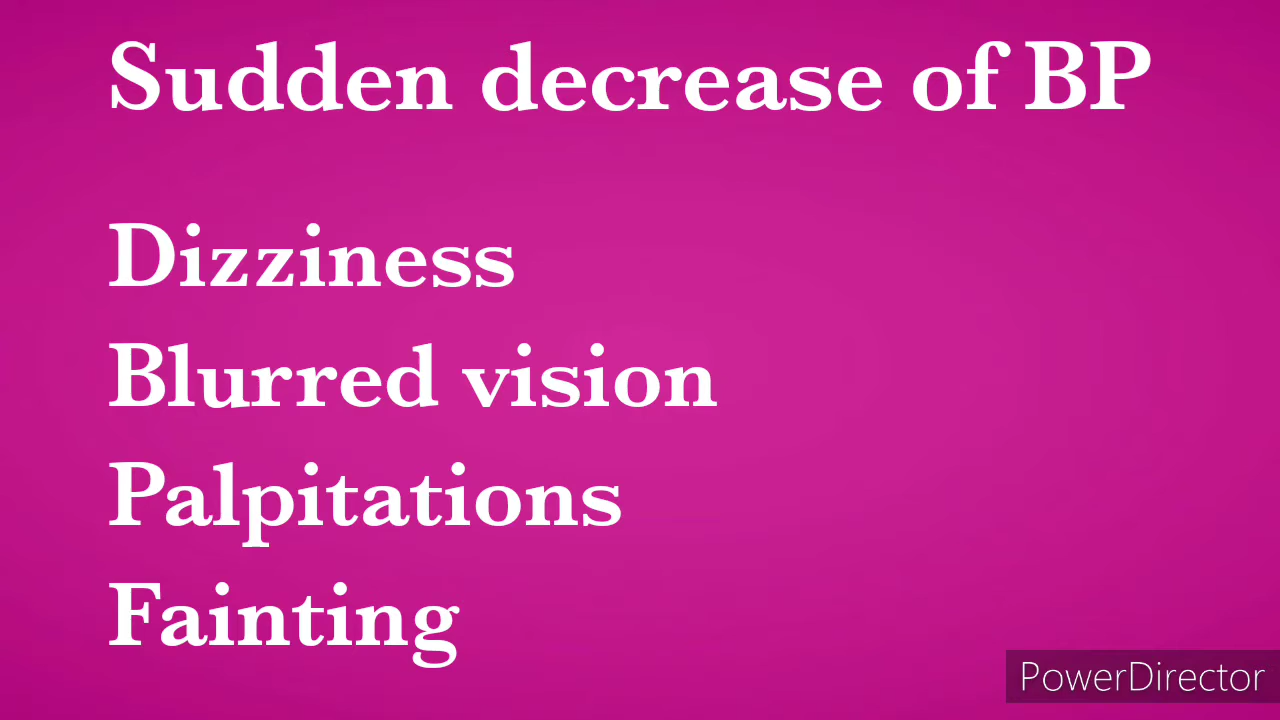 Sudden decrease of BP
Dizziness
Blurred vision
Palpitations
Fainting
PowerDirector